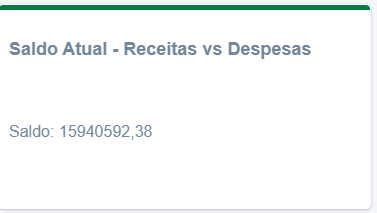 Saldo Atual - Receitas vs Despesas
Saldo: 15940592,38